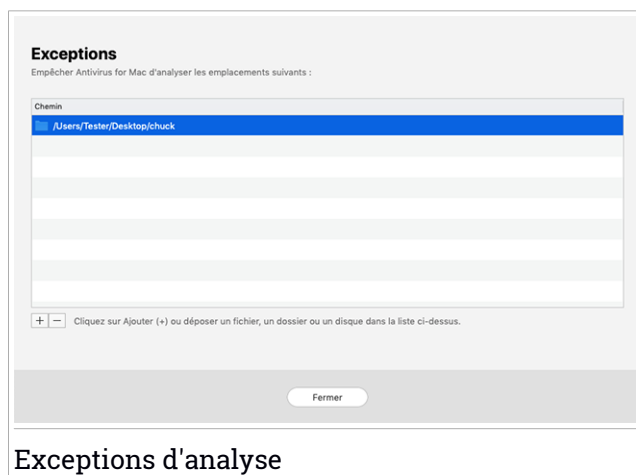 Exceptions
Empêcher Antivirus for Mac d'analyser les emplacements suivants :
Chemin
/Users/Tester/Desktop/chuck
+ − Cliquez sur Ajouter (+) ou déposer un fichier, un dossier ou un disque dans la liste ci-dessus.
Fermer
Exceptions d'analyse